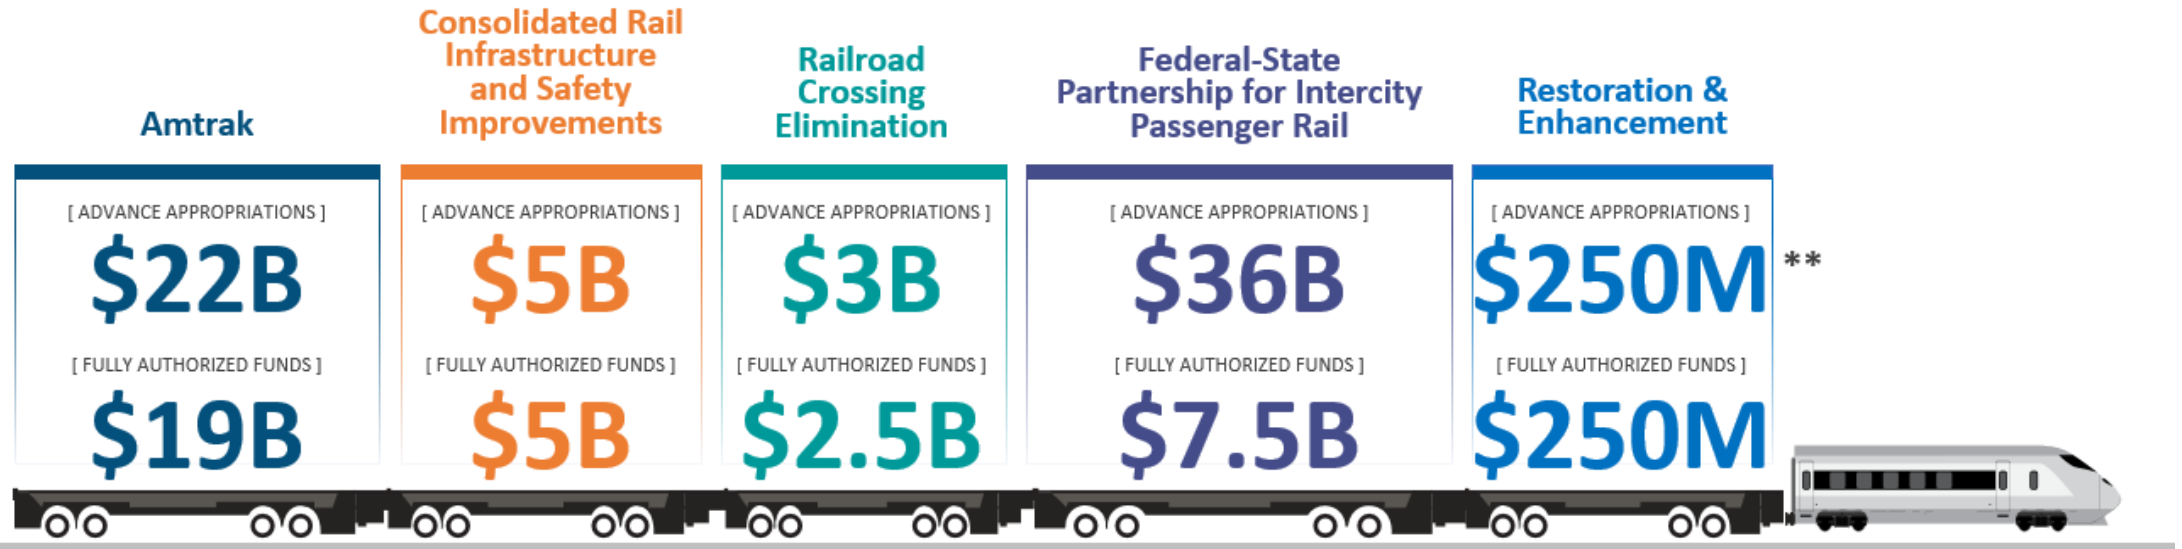 Amtrak
[ ADVANCE APPROPRIATIONS ]
$22B
[ FULLY AUTHORIZED FUNDS ]
$19B
Consolidated Rail
Infrastructure
and Safety
Improvements
[ ADVANCE APPROPRIATIONS ]
$5B
[ FULLY AUTHORIZED FUNDS ]
$5B
Railroad
Crossing
Elimination
[ ADVANCE APPROPRIATIONS ]
$3B
[ FULLY AUTHORIZED FUNDS ]
$2.5B
Federal-State
Partnership for Intercity
Passenger Rail
[ ADVANCE APPROPRIATIONS ]
$36B
[ FULLY AUTHORIZED FUNDS ]
$7.5B
Restoration &
Enhancement
[ ADVANCE APPROPRIATIONS ]
$250M **
[ FULLY AUTHORIZED FUNDS ]
$250M